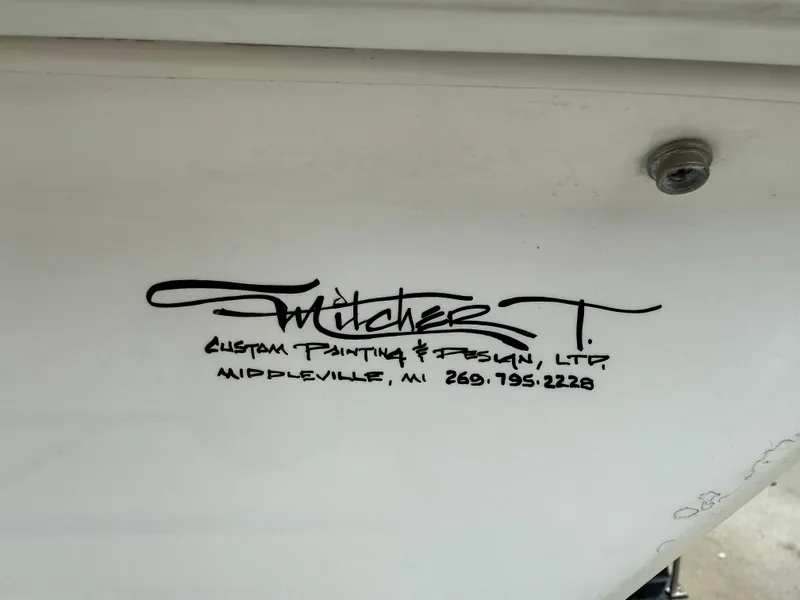 Mitcher T.
Custom Painting & Design, Ltd.
Middleville, MI 269.795.2228